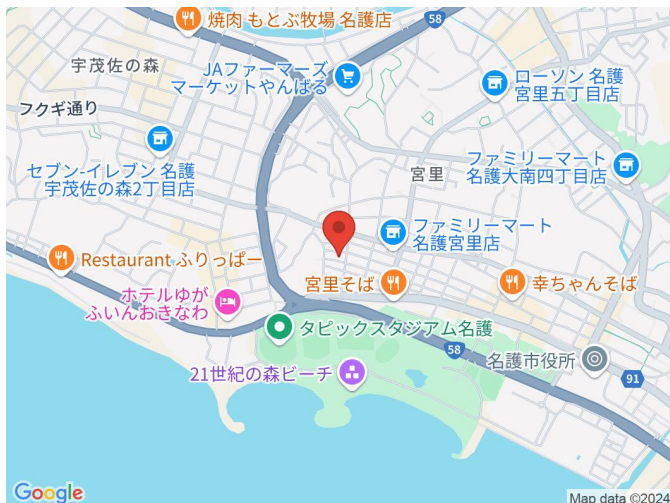 焼肉 もとぶ牧場 名護店
58
宇茂佐の森
JAファーマーズ
マーケットやんばる
ローソン 名護
宮里五丁目店
フクギ通り
セブン-イレブン 名護
宇茂佐の森2丁目店
宮里
ファミリーマート
名護大南四丁目店
ファミリーマート
名護宮里店
Restaurant ふりっぱー
ホテルゆが
ふいんおきなわ
宮里そば
幸ちゃんそば
タピックスタジアム名護
58
名護市役所
21世紀の森ビーチ
91
Google
Map data ©2024